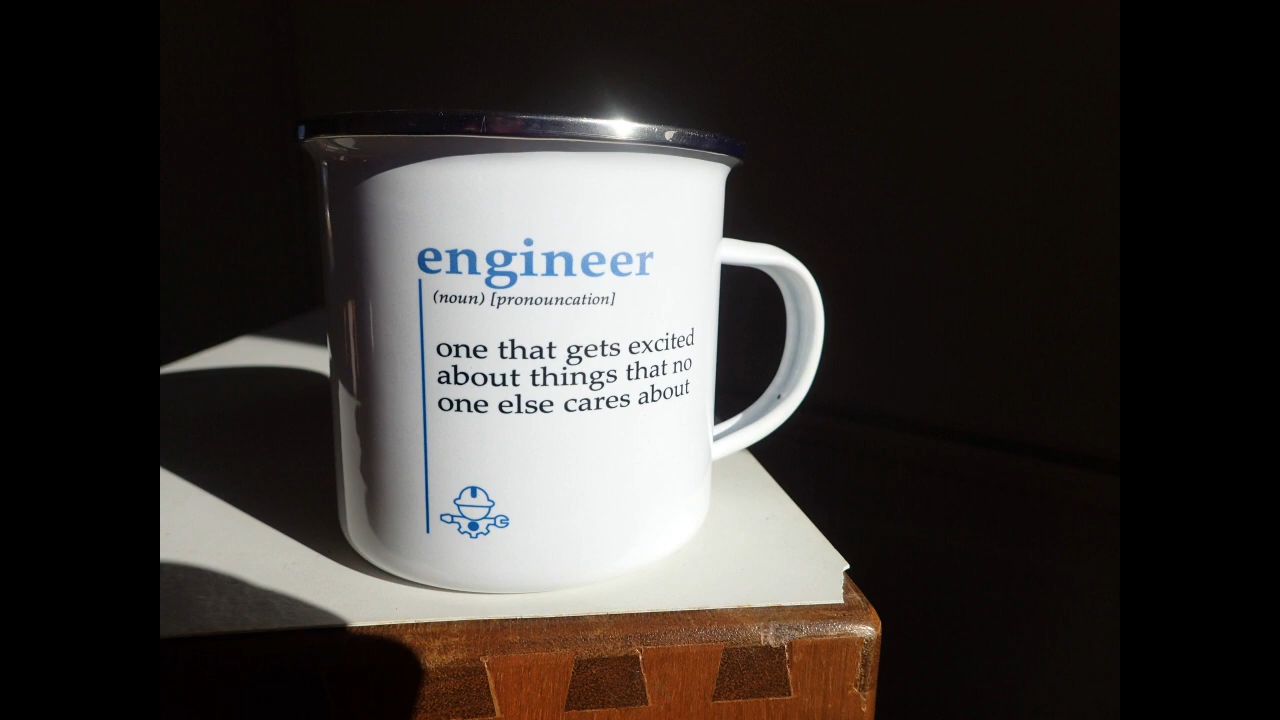 engineer
(noun) [pronouncation]
one that gets excited
about things that no
one else cares about